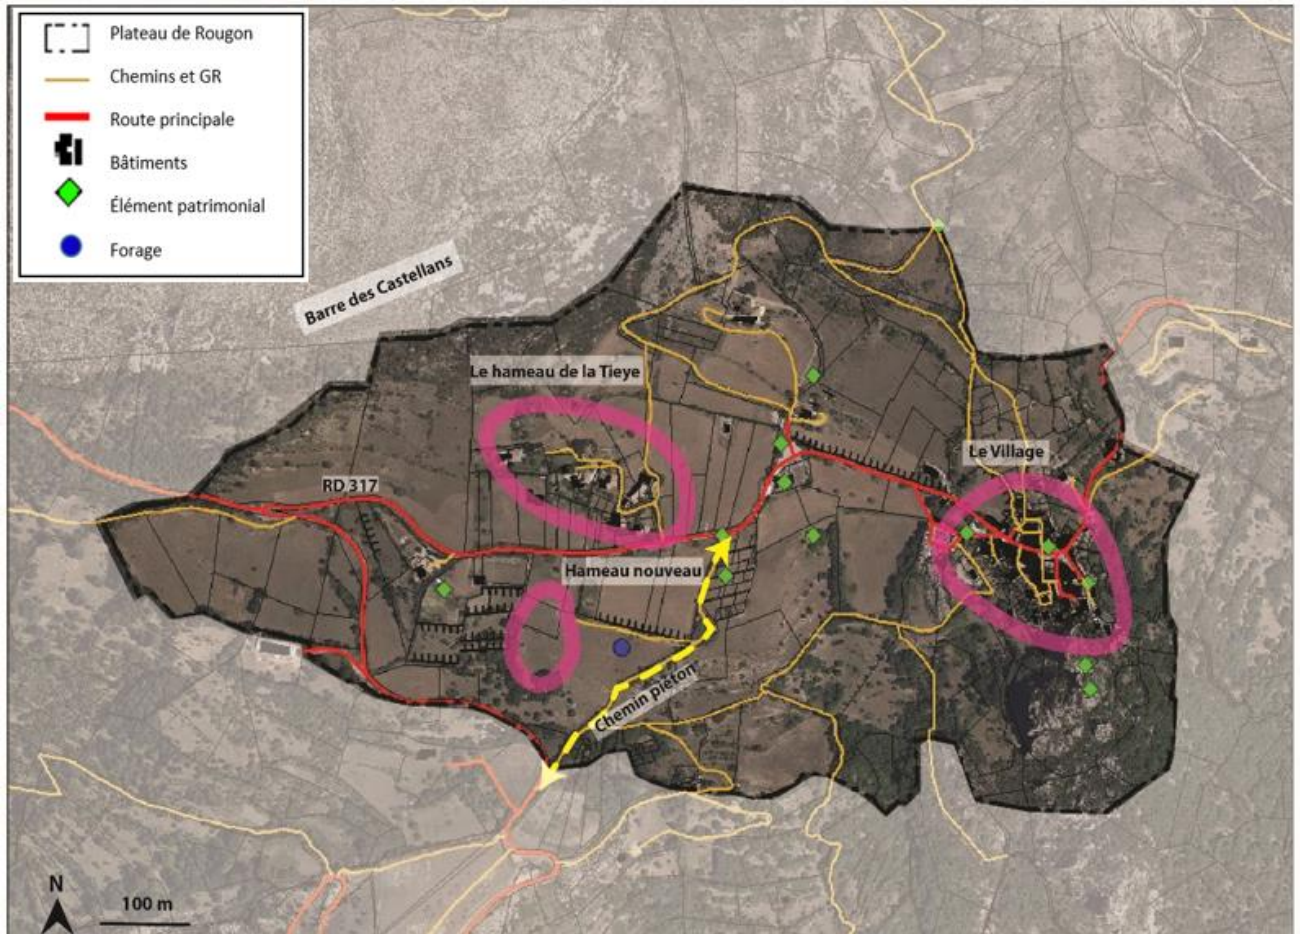 Plateau de Rougon
Chemins et GR
Route principale
Bâtiments
Élément patrimonial
Forage
Barre des Castellans
Le hameau de la Tieye
Le Village
RD 317
Hameau nouveau
Chemin piéton
N
100 m